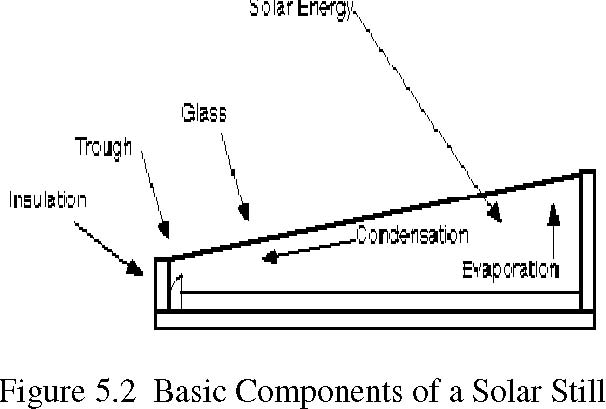 Solar Energy
Glass
Trough
Insulation
Condensation
Evaporation
Figure 5.2 Basic Components of a Solar Still